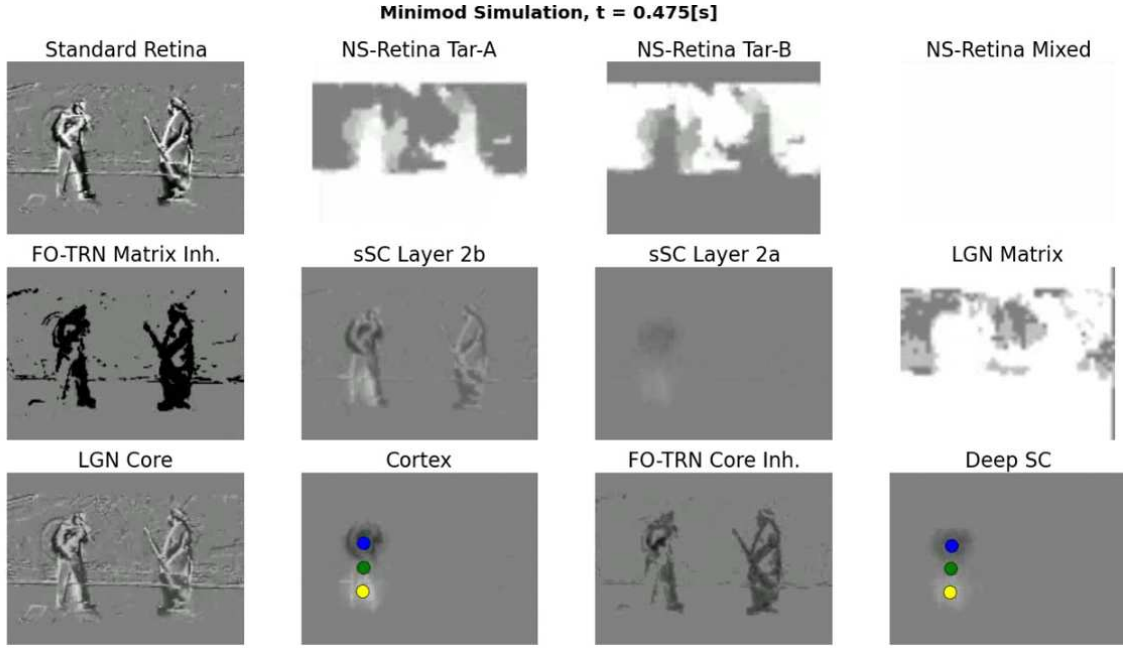 Minimod Simulation, t = 0.475[s]
Standard Retina
NS-Retina Tar-A
NS-Retina Tar-B
NS-Retina Mixed
FO-TRN Matrix Inh.
sSC Layer 2b
sSC Layer 2a
LGN Matrix
LGN Core
Cortex
FO-TRN Core Inh.
Deep SC